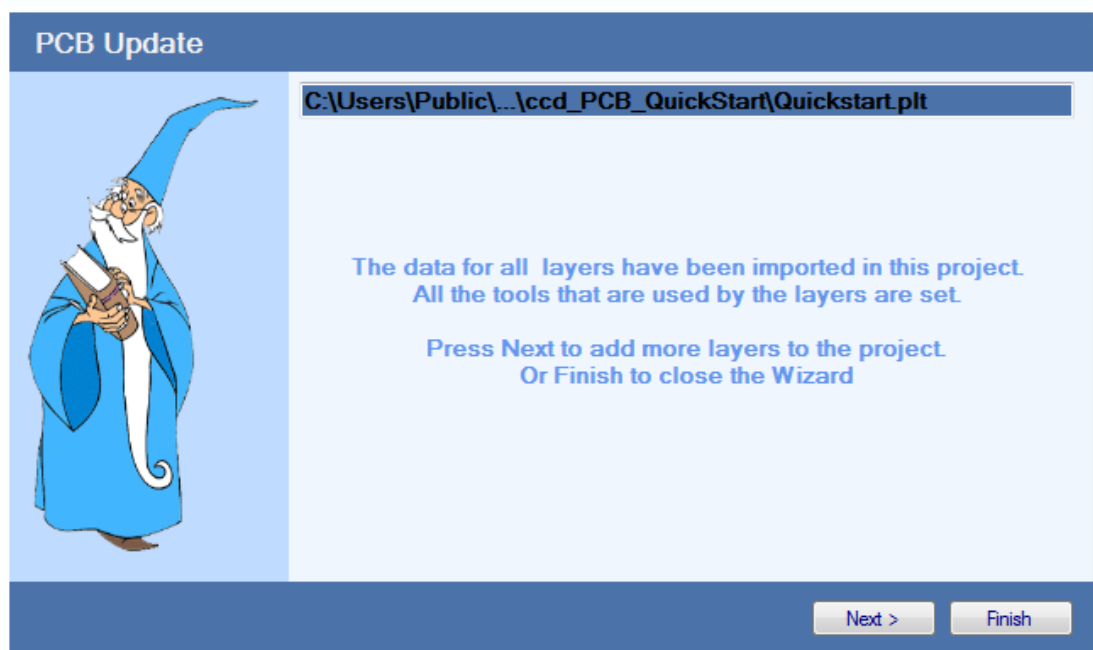 PCB Update
C:\Users\Public\...\ccd_PCB_QuickStart\Quickstart.plt
The data for all layers have been imported in this project.
All the tools that are used by the layers are set.
Press Next to add more layers to the project.
Or Finish to close the Wizard
Next >
Finish